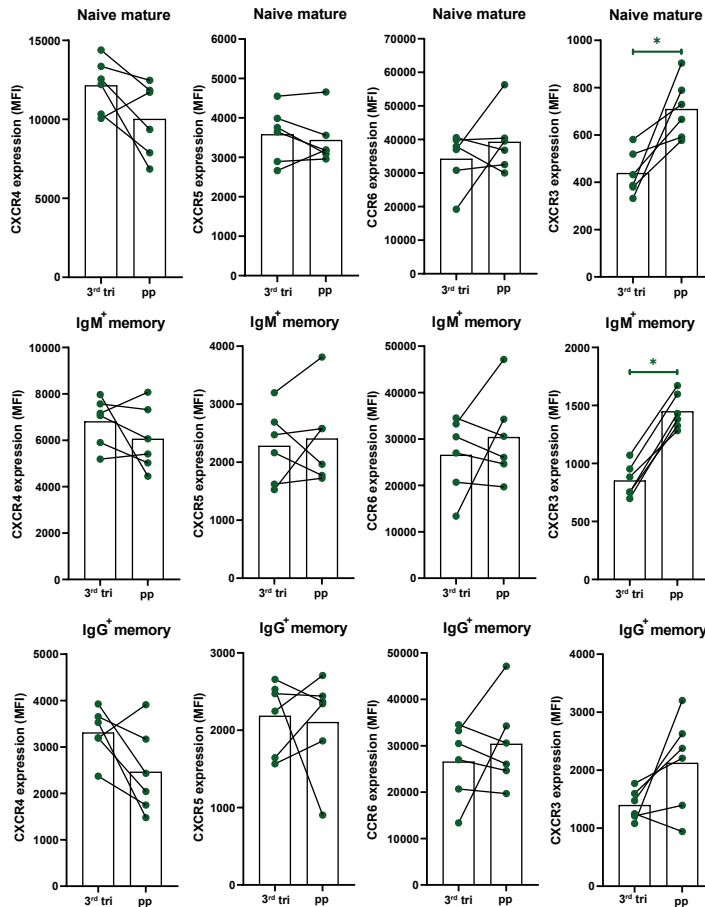 Naive mature
CXCR4 expression (MFI)
15000
10000
5000
0
3rd tri
pp
Naive mature
CXCR5 expression (MFI)
6000
5000
4000
3000
2000
1000
0
3rd tri
pp
Naive mature
CCR6 expression (MFI)
70000
60000
50000
40000
30000
20000
10000
0
3rd tri
pp
Naive mature
CXCR3 expression (MFI)
1000
800
600
400
200
0
*
3rd tri
pp
IgM+ memory
CXCR4 expression (MFI)
10000
8000
6000
4000
2000
0
3rd tri
pp
IgM+ memory
CXCR5 expression (MFI)
5000
4000
3000
2000
1000
0
3rd tri
pp
IgM+ memory
CCR6 expression (MFI)
50000
40000
30000
20000
10000
0
3rd tri
pp
IgM+ memory
CXCR3 expression (MFI)
2000
1500
1000
500
0
*
3rd tri
pp
IgG+ memory
CXCR4 expression (MFI)
5000
4000
3000
2000
1000
0
3rd tri
pp
IgG+ memory
CXCR5 expression (MFI)
3000
2000
1000
0
3rd tri
pp
IgG+ memory
CCR6 expression (MFI)
50000
40000
30000
20000
10000
0
3rd tri
pp
IgG+ memory
CXCR3 expression (MFI)
4000
3000
2000
1000
0
3rd tri
pp